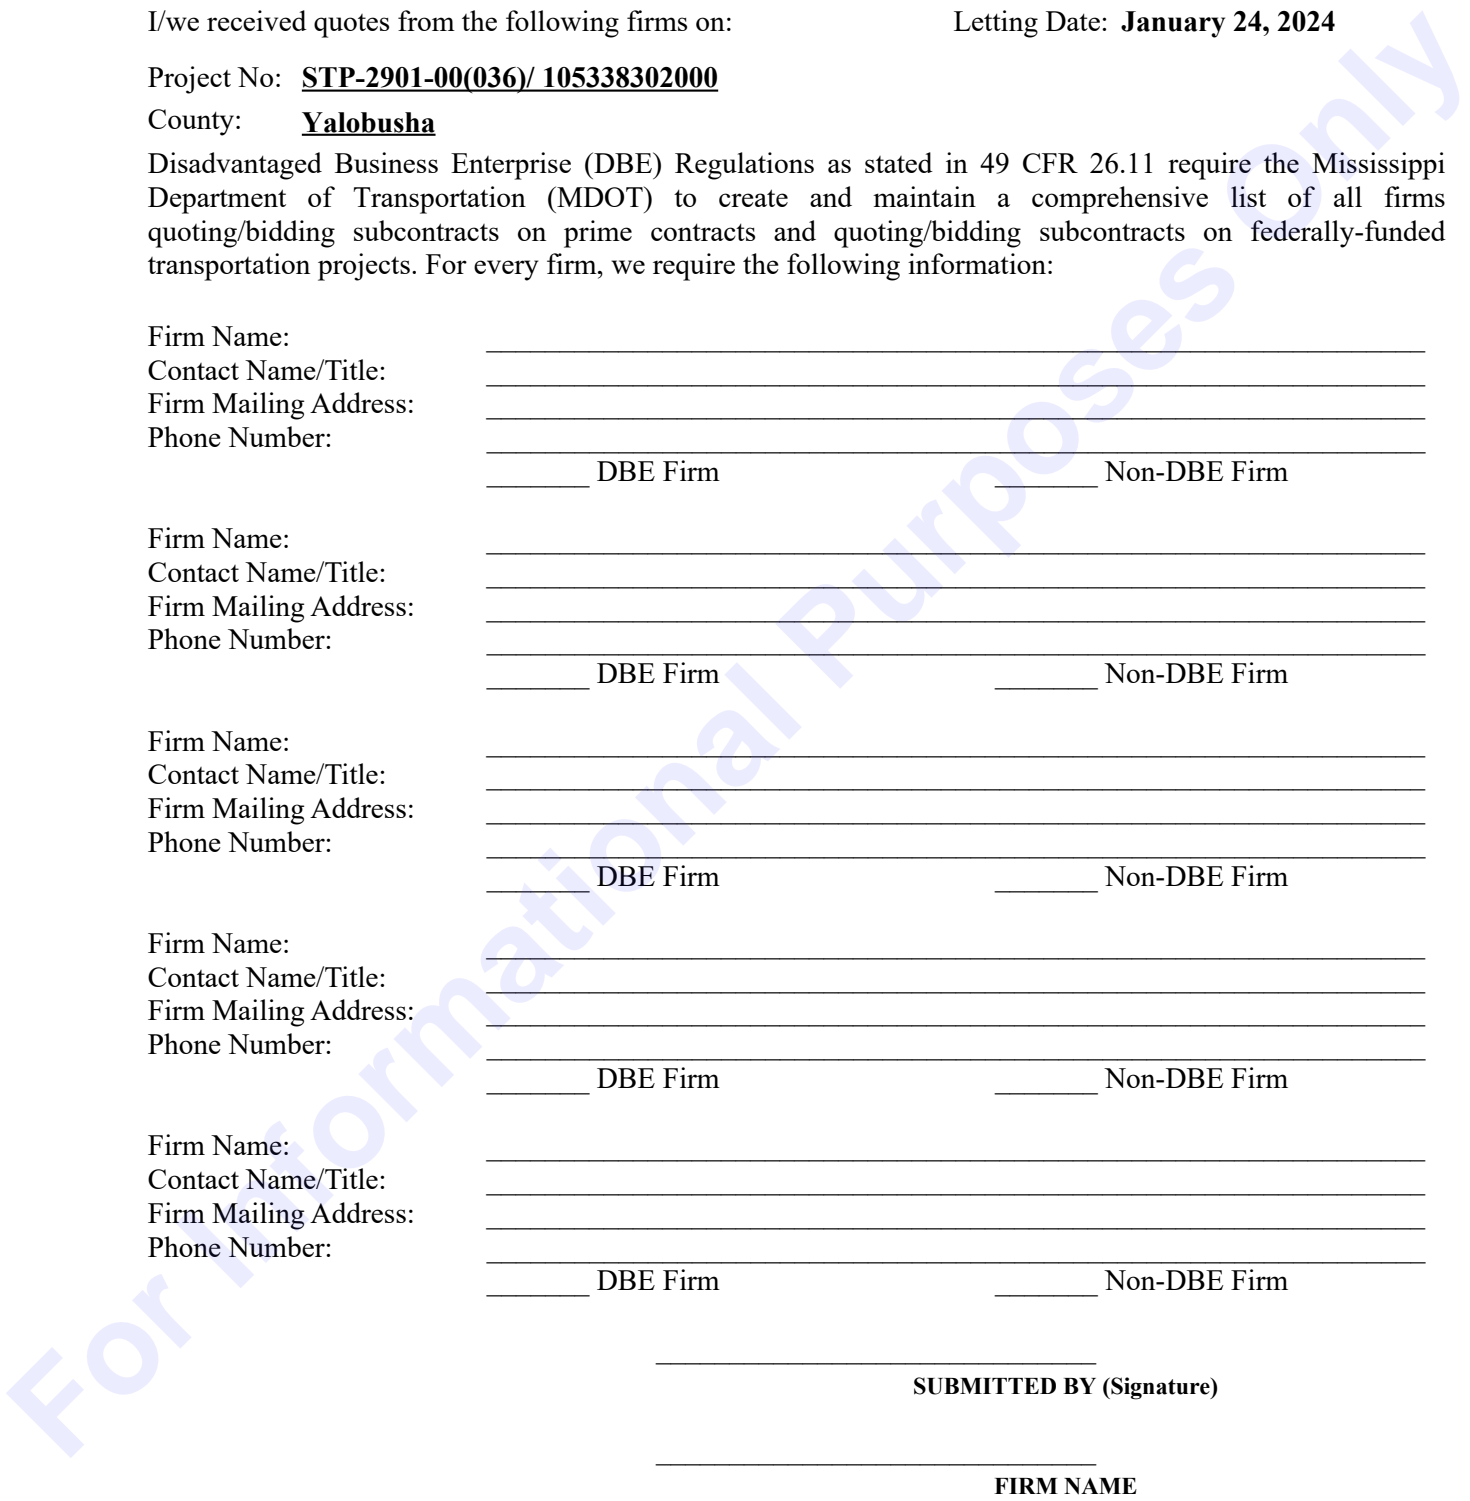 I/we received quotes from the following firms on: Letting Date: January 24, 2024
Project No: STP-2901-00(036)/ 105338302000
County: Yalobusha
Disadvantaged Business Enterprise (DBE) Regulations as stated in 49 CFR 26.11 require the Mississippi
Department of Transportation (MDOT) to create and maintain a comprehensive list of all firms
quoting/bidding subcontracts on prime contracts and quoting/bidding subcontracts on federally-funded
transportation projects. For every firm, we require the following information:
Firm Name:
Contact Name/Title:
Firm Mailing Address:
Phone Number:
DBE Firm Non-DBE Firm
Firm Name:
Contact Name/Title:
Firm Mailing Address:
Phone Number:
DBE Firm Non-DBE Firm
Firm Name:
Contact Name/Title:
Firm Mailing Address:
Phone Number:
DBE Firm Non-DBE Firm
Firm Name:
Contact Name/Title:
Firm Mailing Address:
Phone Number:
DBE Firm Non-DBE Firm
Firm Name:
Contact Name/Title:
Firm Mailing Address:
Phone Number:
DBE Firm Non-DBE Firm
SUBMITTED BY (Signature)
FIRM NAME
For Informational Purposes Only